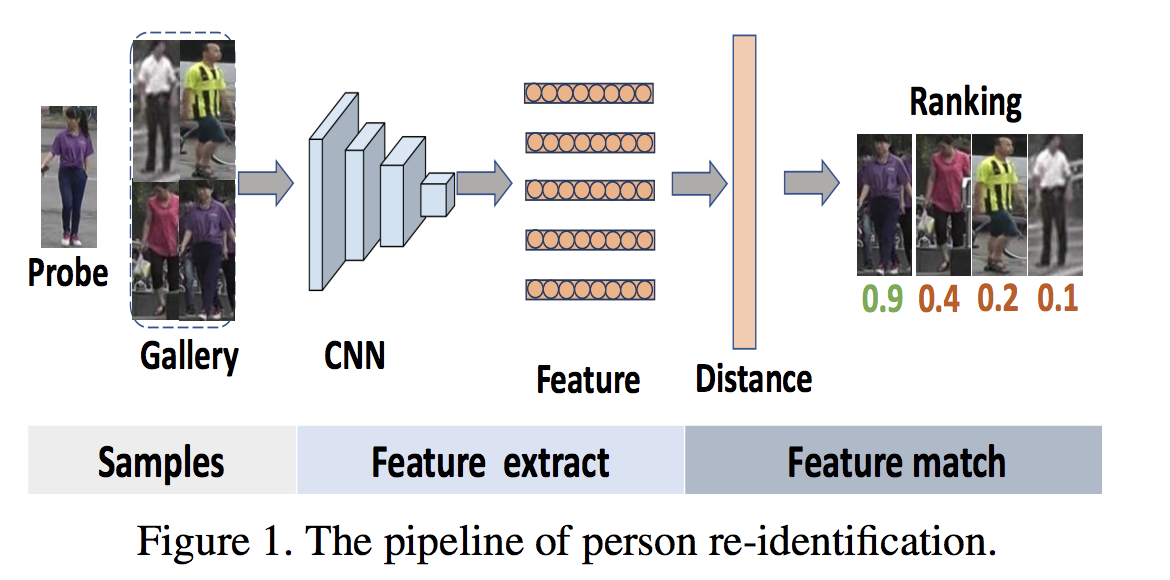 Probe
Gallery
CNN
Feature
Distance
Ranking
0.9 0.4 0.2 0.1
Samples
Feature extract
Feature match
Figure 1. The pipeline of person re-identification.